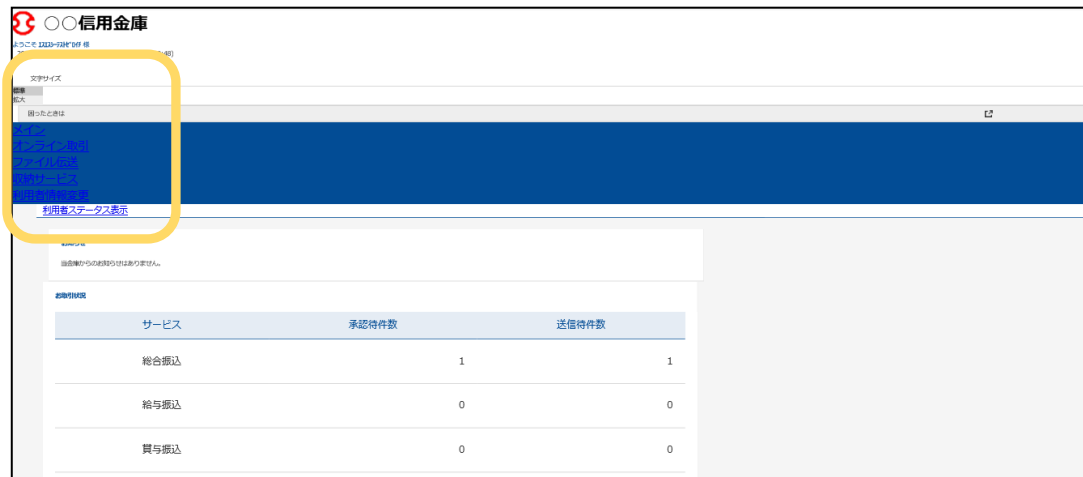 ○○信用金庫
ようこそ 様
文字サイズ
標準
拡大
困ったときは
メイン
オンライン取引
ファイル伝送
収納サービス
利用者情報変更
利用者ステータス表示
お知らせ
当金庫からのお知らせはありません。
お取引状況
サービス 承認待件数 送信待件数
総合振込 1 1
給与振込 0 0
賞与振込 0 0